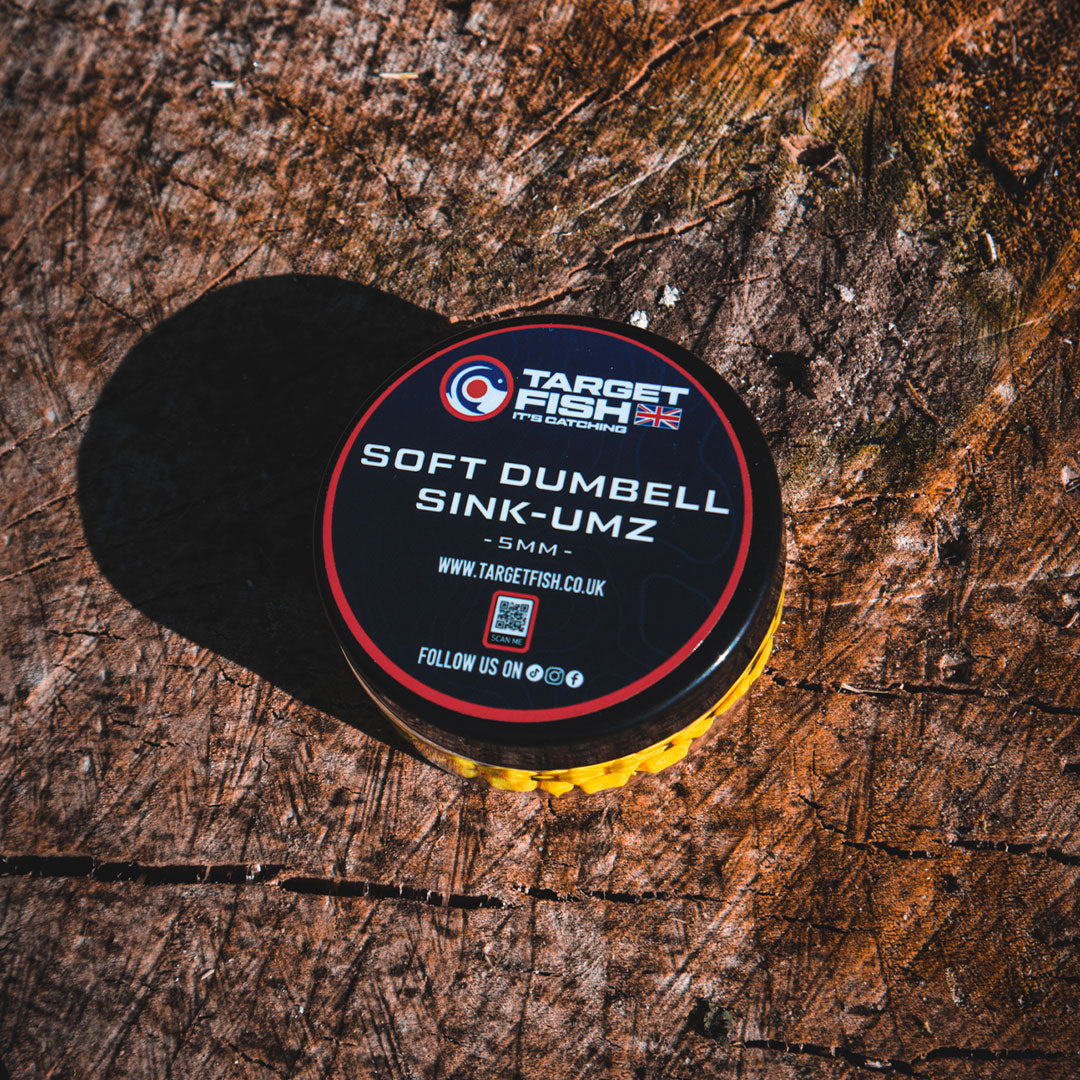 TARGET
FISH
IT'S CATCHING
SOFT DUMBELL
SINK-UMZ
-5MM-
WWW.TARGETFISH.CO.UK
SCAN ME
FOLLOW US ON